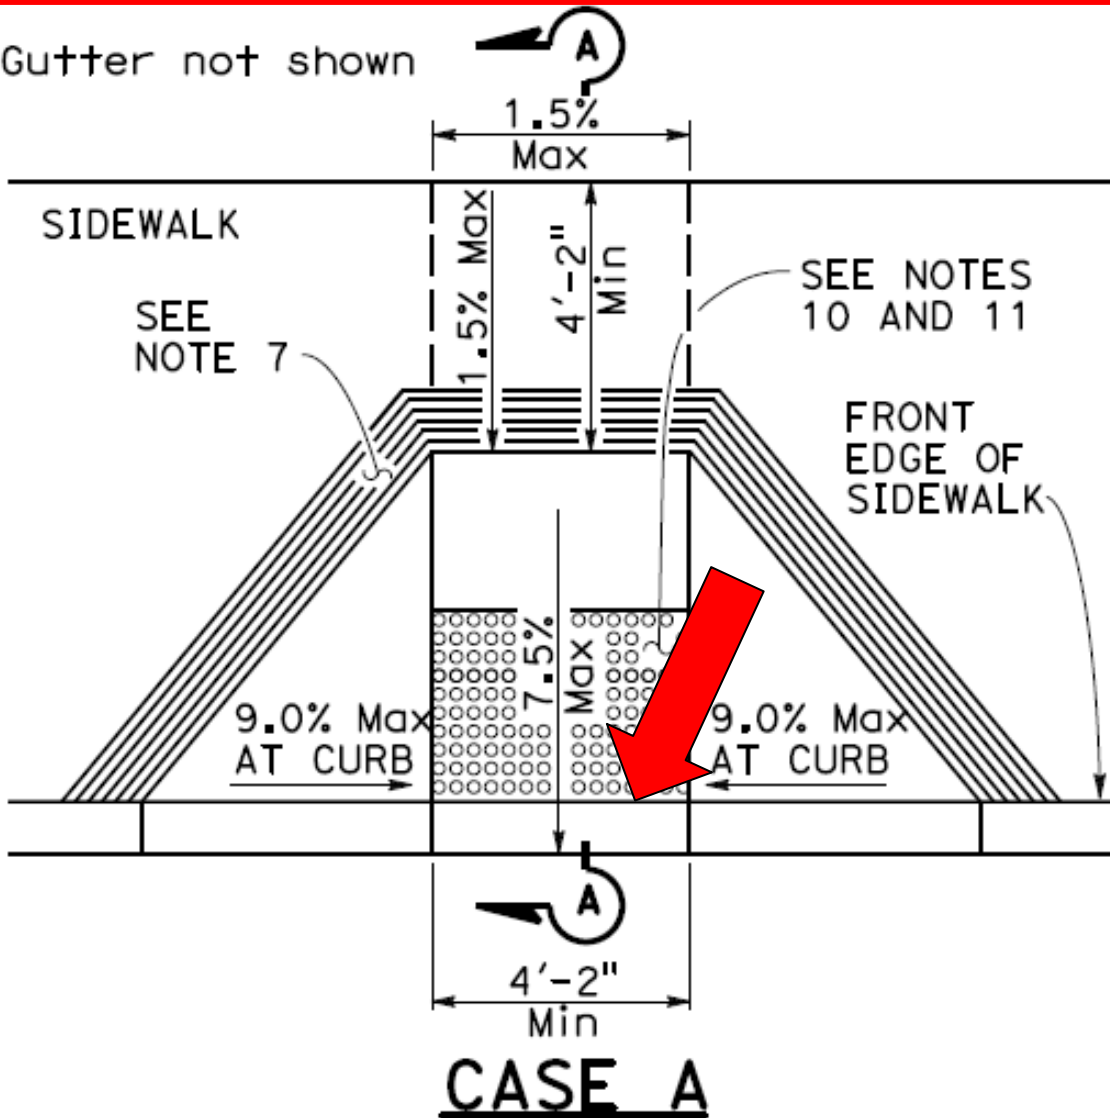 Gutter not shown
A
1.5%
Max
SIDEWALK
1.5% Max
4'-2"
Min
SEE NOTES
10 AND 11
SEE
NOTE 7
FRONT
EDGE OF
SIDEWALK
7.5%
Max
9.0% Max
AT CURB
9.0% Max
AT CURB
A
4'-2"
Min
CASE A